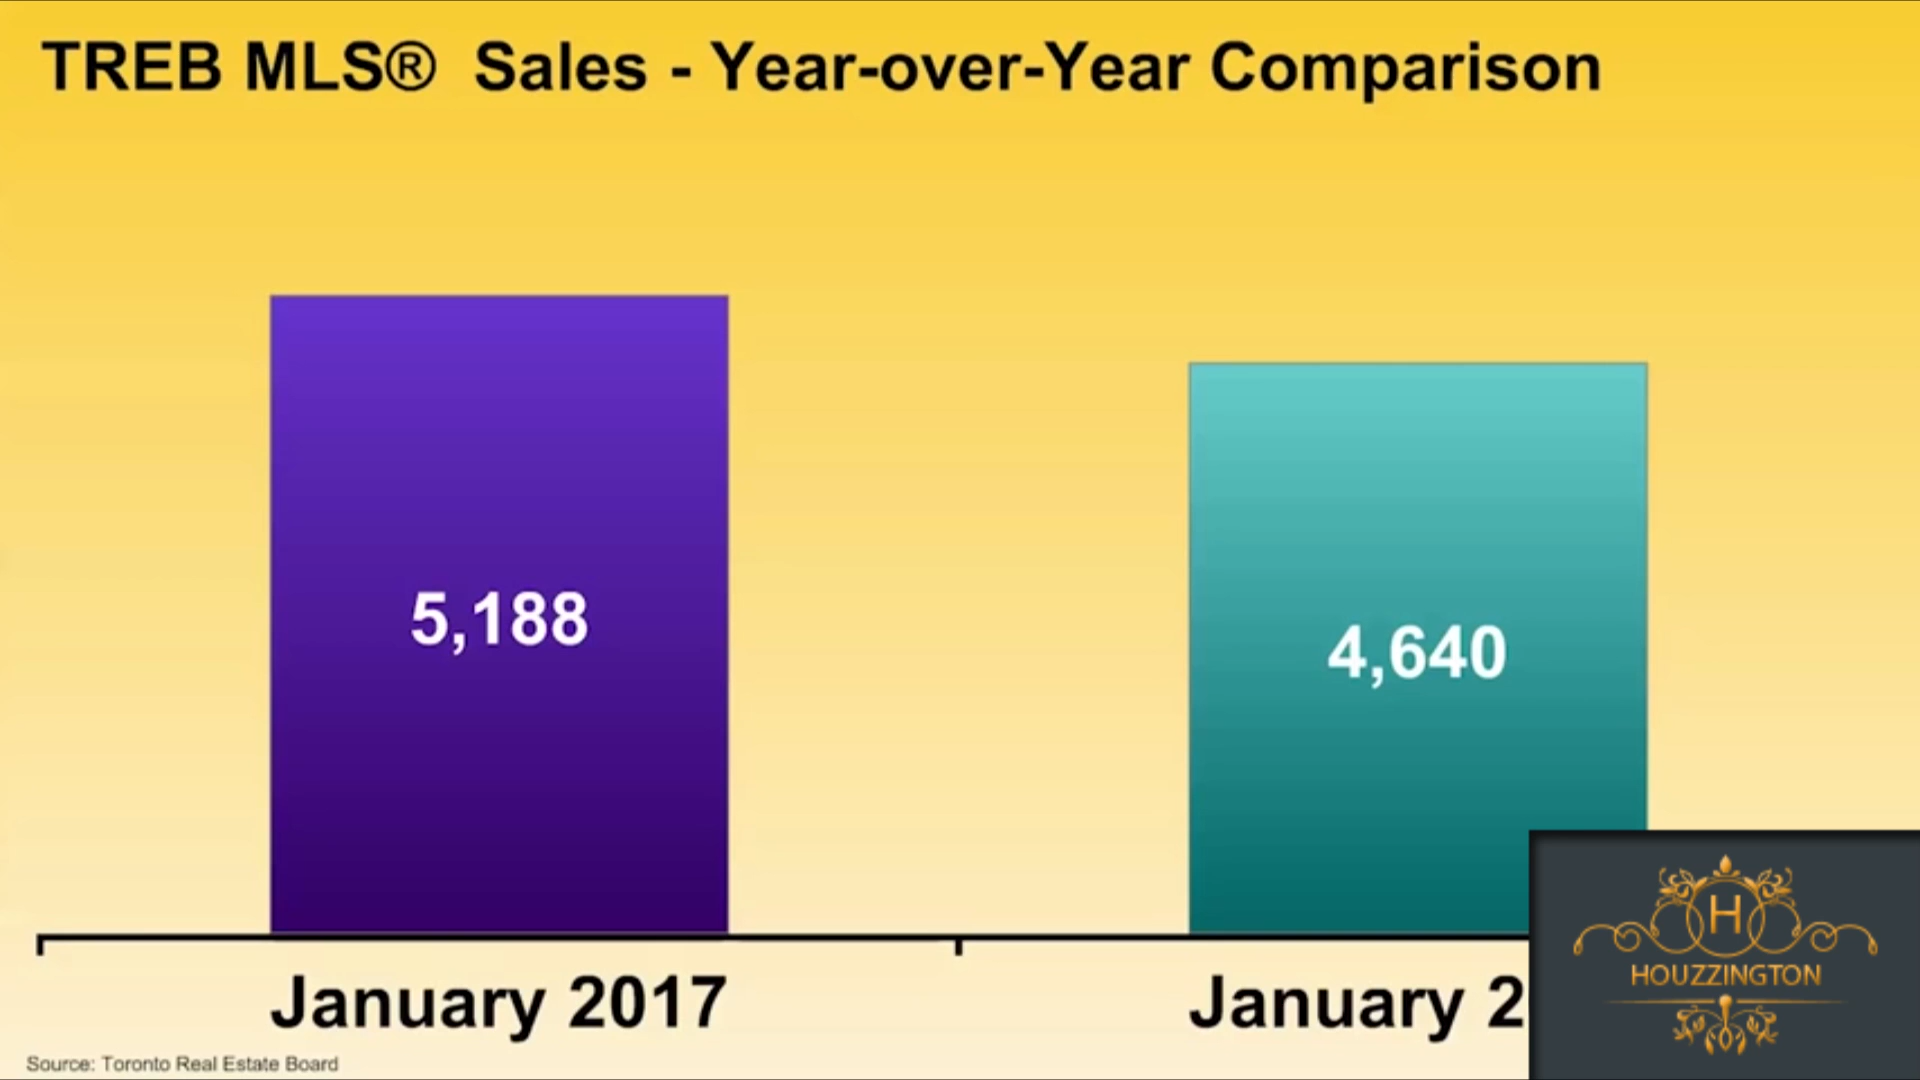 TREB MLS® Sales - Year-over-Year Comparison
5,188
4,640
January 2017
January 2
H
HOUZZINGTON
Source: Toronto Real Estate Board